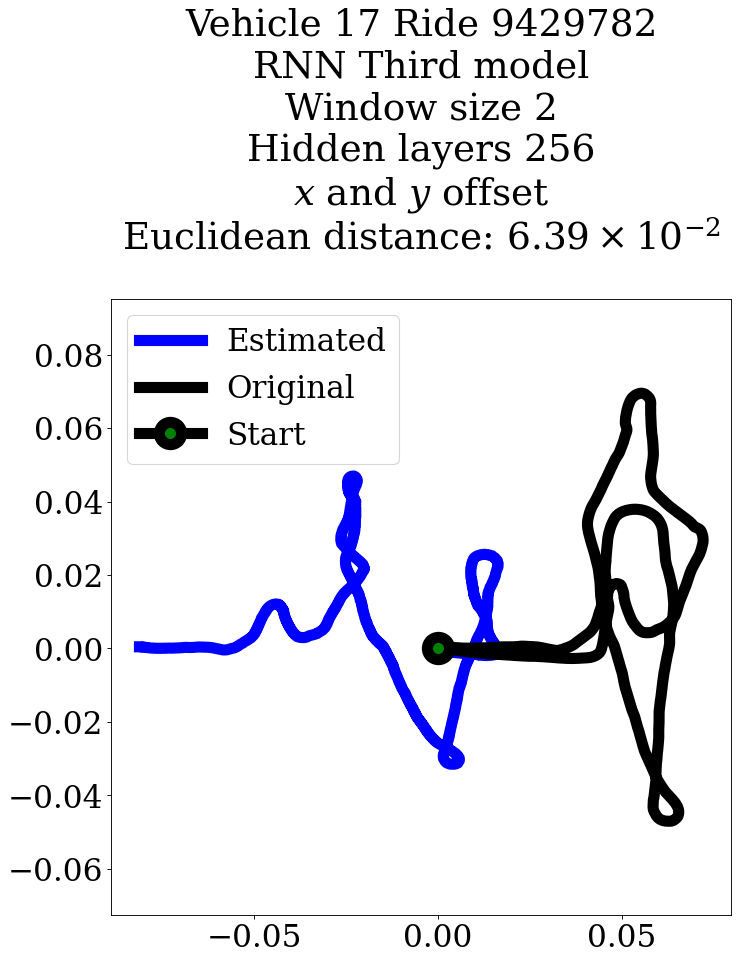 Vehicle 17 Ride 9429782
RNN Third model
Window size 2
Hidden layers 256
x and y offset
Euclidean distance: 6.39 × 10⁻²
Estimated
Original
Start
0.08
0.06
0.04
0.02
0.00
−0.02
−0.04
−0.06
−0.05 0.00 0.05